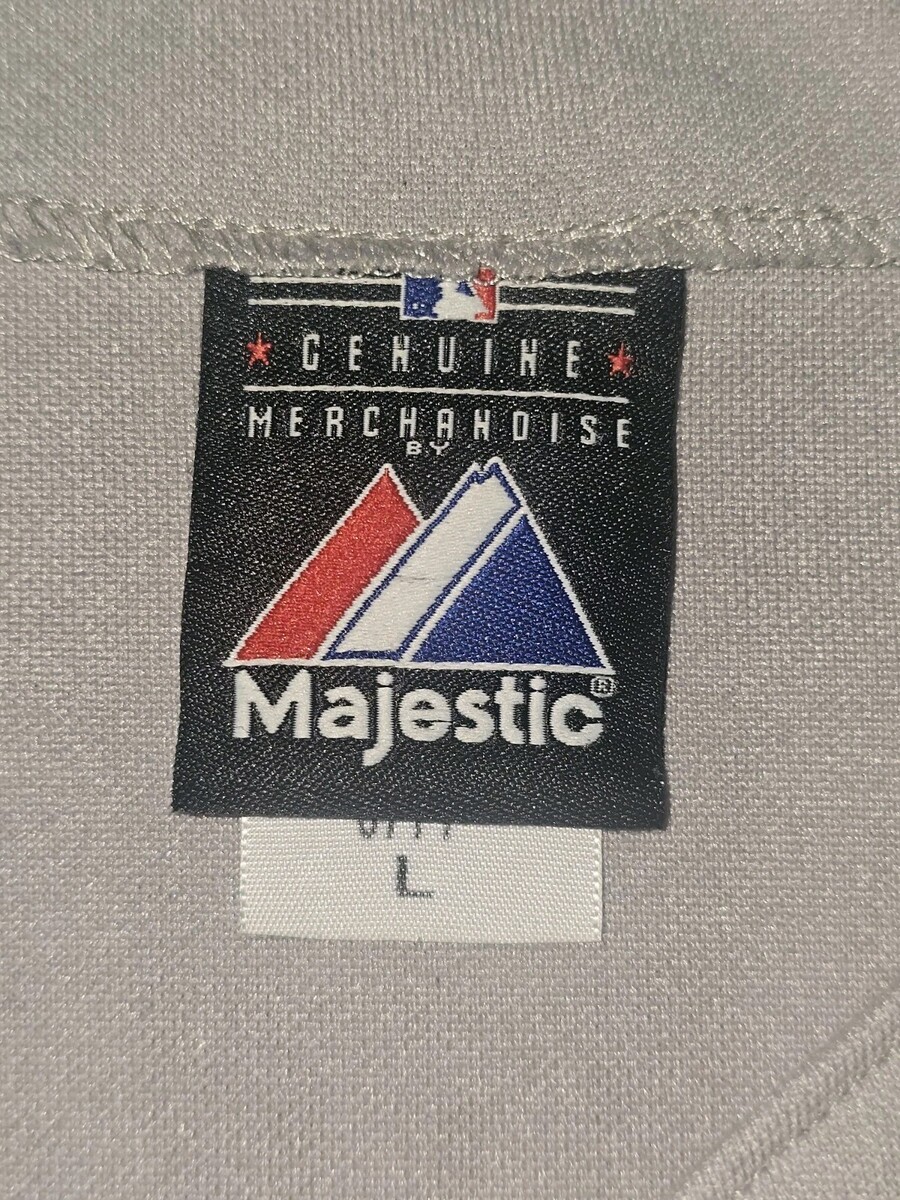 GENUINE
MERCHANDISE
BY
Majestic®
L